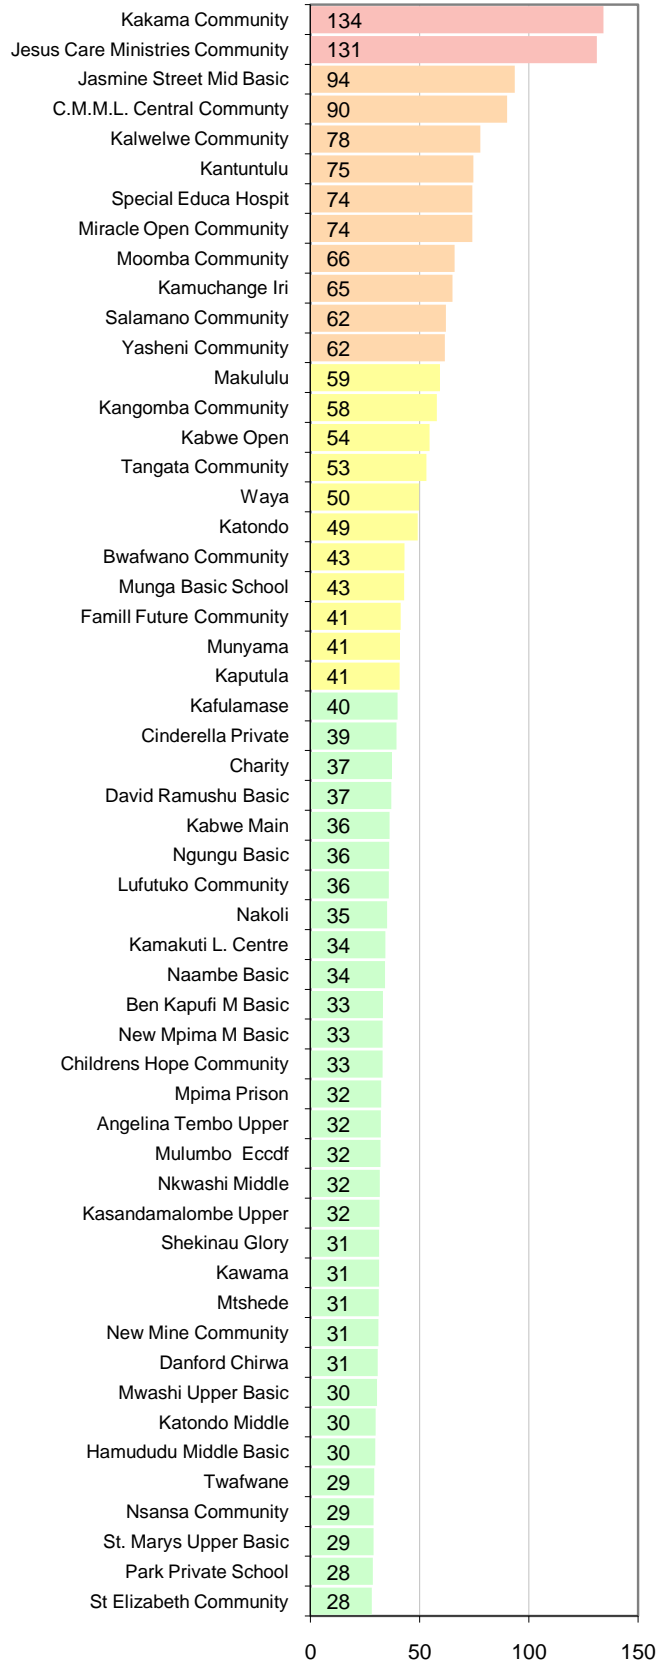 Kakama Community 134
Jesus Care Ministries Community 131
Jasmine Street Mid Basic 94
C.M.M.L. Central Communty 90
Kalwelwe Community 78
Kantuntulu 75
Special Educa Hospit 74
Miracle Open Community 74
Moomba Community 66
Kamuchange Iri 65
Salamano Community 62
Yasheni Community 62
Makululu 59
Kangomba Community 58
Kabwe Open 54
Tangata Community 53
Waya 50
Katondo 49
Bwafwano Community 43
Munga Basic School 43
Famill Future Community 41
Munyama 41
Kaputula 41
Kafulamase 40
Cinderella Private 39
Charity 37
David Ramushu Basic 37
Kabwe Main 36
Ngungu Basic 36
Lufutuko Community 36
Nakoli 35
Kamakuti L. Centre 34
Naambe Basic 34
Ben Kapufi M Basic 33
New Mpima M Basic 33
Childrens Hope Community 33
Mpima Prison 32
Angelina Tembo Upper 32
Mulumbo Eccdf 32
Nkwashi Middle 32
Kasandamalombe Upper 32
Shekinau Glory 31
Kawama 31
Mtshede 31
New Mine Community 31
Danford Chirwa 31
Mwashi Upper Basic 30
Katondo Middle 30
Hamududu Middle Basic 30
Twafwane 29
Nsansa Community 29
St. Marys Upper Basic 29
Park Private School 28
St Elizabeth Community 28
0 50 100 150